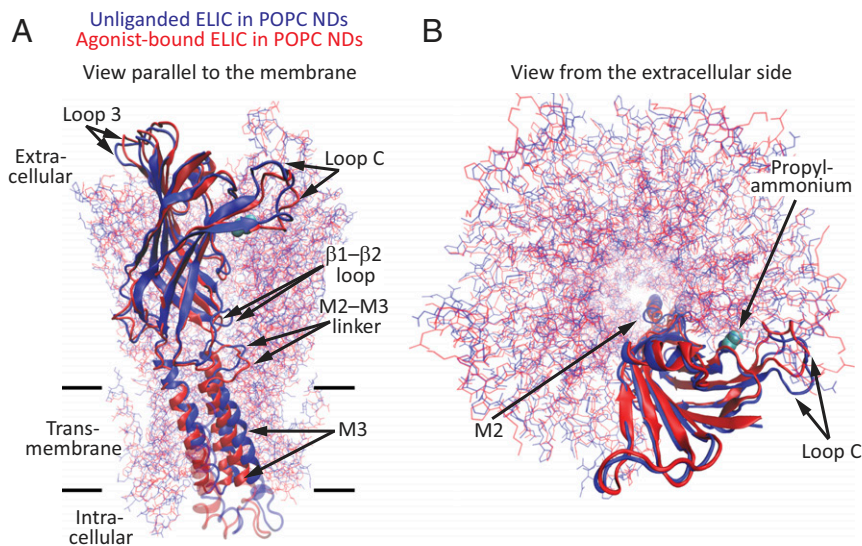 Unliganded ELIC in POPC NDs
Agonist-bound ELIC in POPC NDs
A
View parallel to the membrane
Loop 3
Extra-
cellular
Loop C
β1–β2
loop
M2–M3
linker
Trans-
membrane
M3
Intra-
cellular
B
View from the extracellular side
Propyl-
ammonium
M2
Loop C